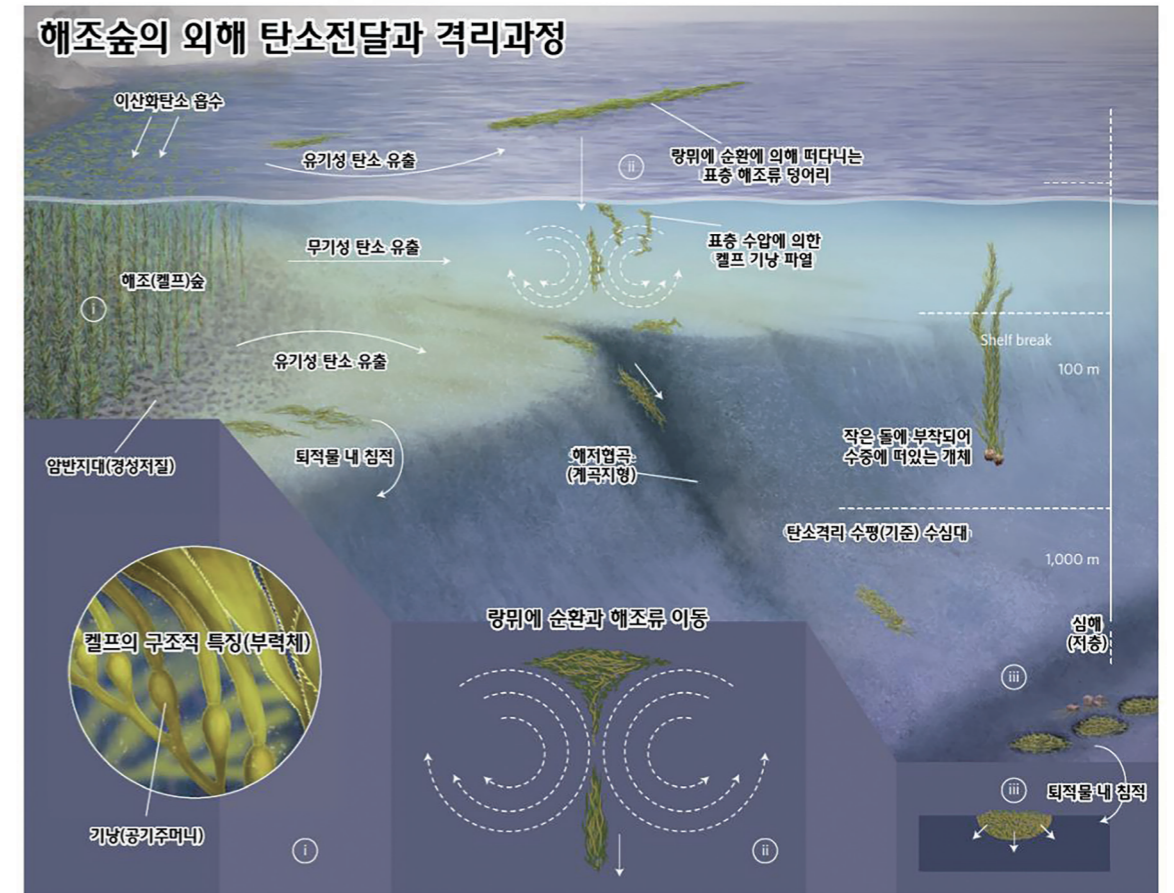 해조숲의 외해 탄소전달과 격리과정
이산화탄소 흡수
유기성 탄소 유출
ii
랑뮈에 순환에 의해 떠다니는
표층 해조류 덩어리
무기성 탄소 유출
표층 수압에 의한
켈프 기낭 파열
해조(켈프)숲
i
유기성 탄소 유출
Shelf break
100 m
암반지대(경성저질)
퇴적물 내 침적
해저협곡
(계곡지형)
작은 돌에 부착되어
수중에 떠있는 개체
탄소격리 수평(기준) 수심대
1,000 m
심해
(저층)
iii
켈프의 구조적 특징(부력체)
기낭(공기주머니)
i
랑뮈에 순환과 해조류 이동
ii
iii
퇴적물 내 침적